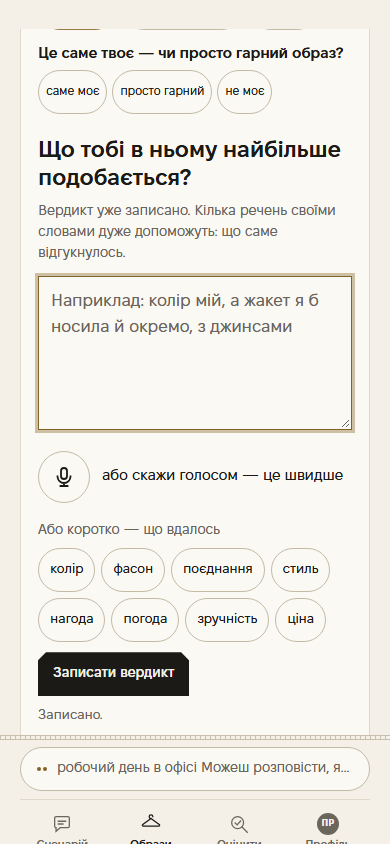 Це саме твоє — чи просто гарний образ?
саме моє
просто гарний
не моє
Що тобі в ньому найбільше
подобається?
Вердикт уже записано. Кілька речень своїми
словами дуже допоможуть: що саме
відгукнулось.
Наприклад: колір мій, а жакет я б
носила й окремо, з джинсами
або скажи голосом — це швидше
Або коротко — що вдалось
колір
фасон
поєднання
стиль
нагода
погода
зручність
ціна
Записати вердикт
Записано.
робочий день в офісі Можеш розповісти, я...
ПР
Сценарій
Образи
Оцінити
Профіль